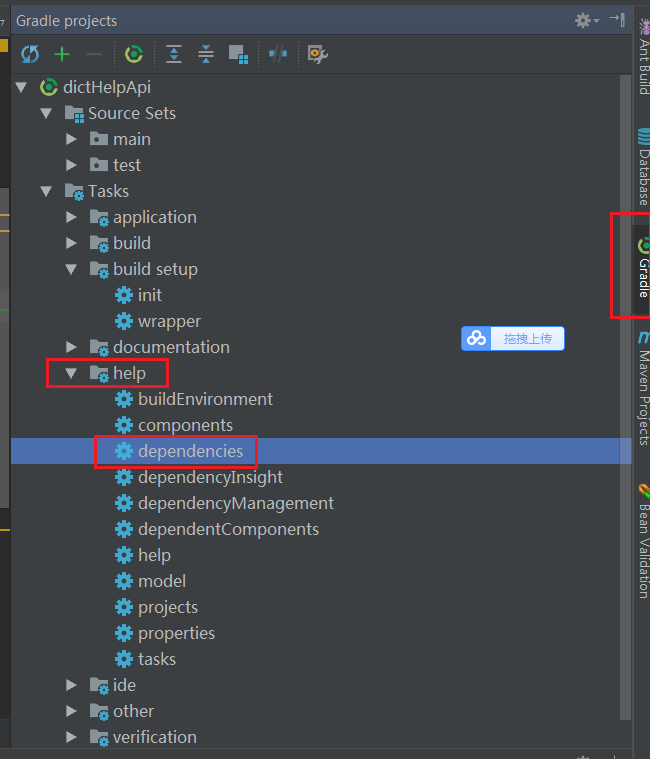 7
Gradle projects
dictHelpApi
Source Sets
main
test
Tasks
application
build
build setup
init
wrapper
documentation
help
buildEnvironment
components
dependencies
dependencyInsight
dependencyManagement
dependentComponents
help
model
projects
properties
tasks
ide
other
verification
拖拽上传
Ant Build
Database
Gradle
Maven Projects
Bean Validation